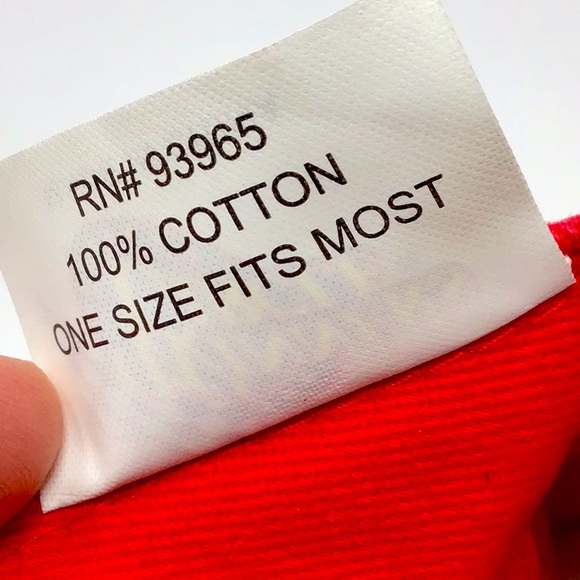 RN# 93965
100% COTTON
ONE SIZE FITS MOST